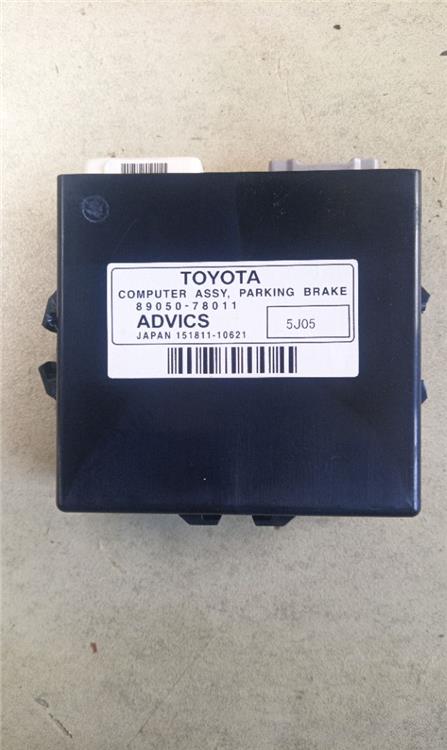 TOYOTA
COMPUTER ASSY, PARKING BRAKE
89050-78011
ADVICS 5J05
JAPAN 151811-10621